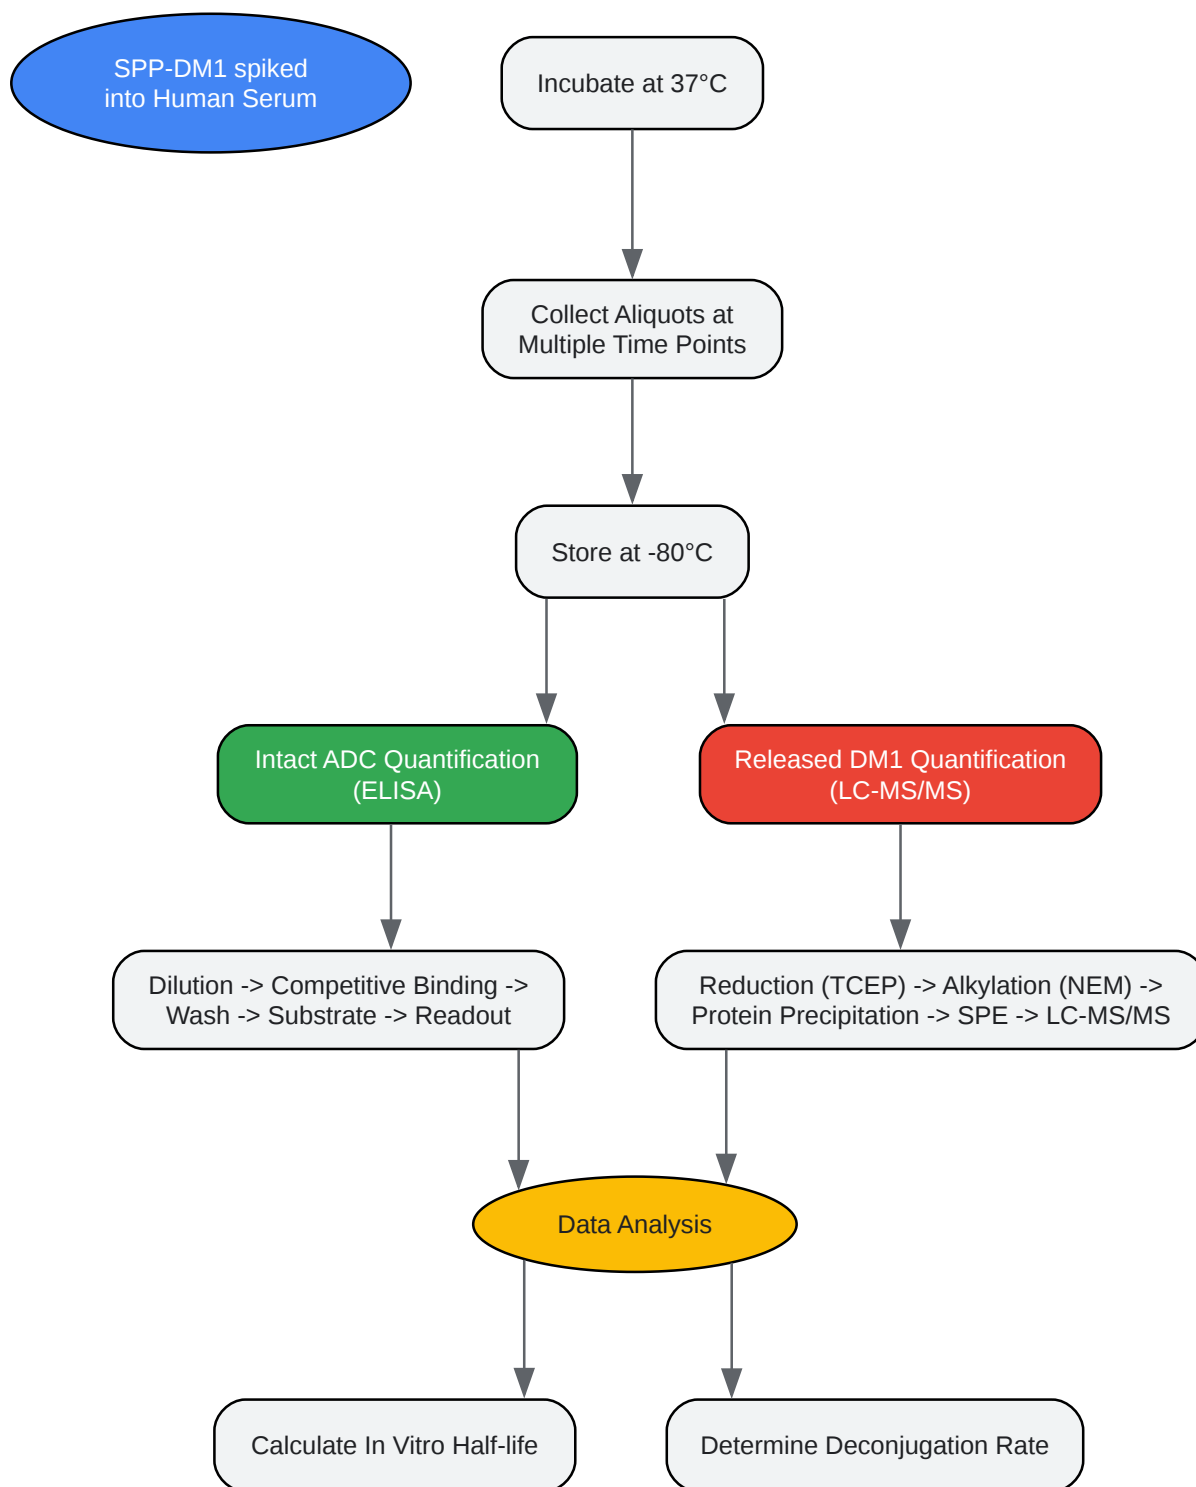 SPP-DM1 spiked
into Human Serum
Incubate at 37°C
Collect Aliquots at
Multiple Time Points
Store at -80°C
Intact ADC Quantification
(ELISA)
Released DM1 Quantification
(LC-MS/MS)
Dilution -> Competitive Binding ->
Wash -> Substrate -> Readout
Reduction (TCEP) -> Alkylation (NEM) ->
Protein Precipitation -> SPE -> LC-MS/MS
Data Analysis
Calculate In Vitro Half-life
Determine Deconjugation Rate